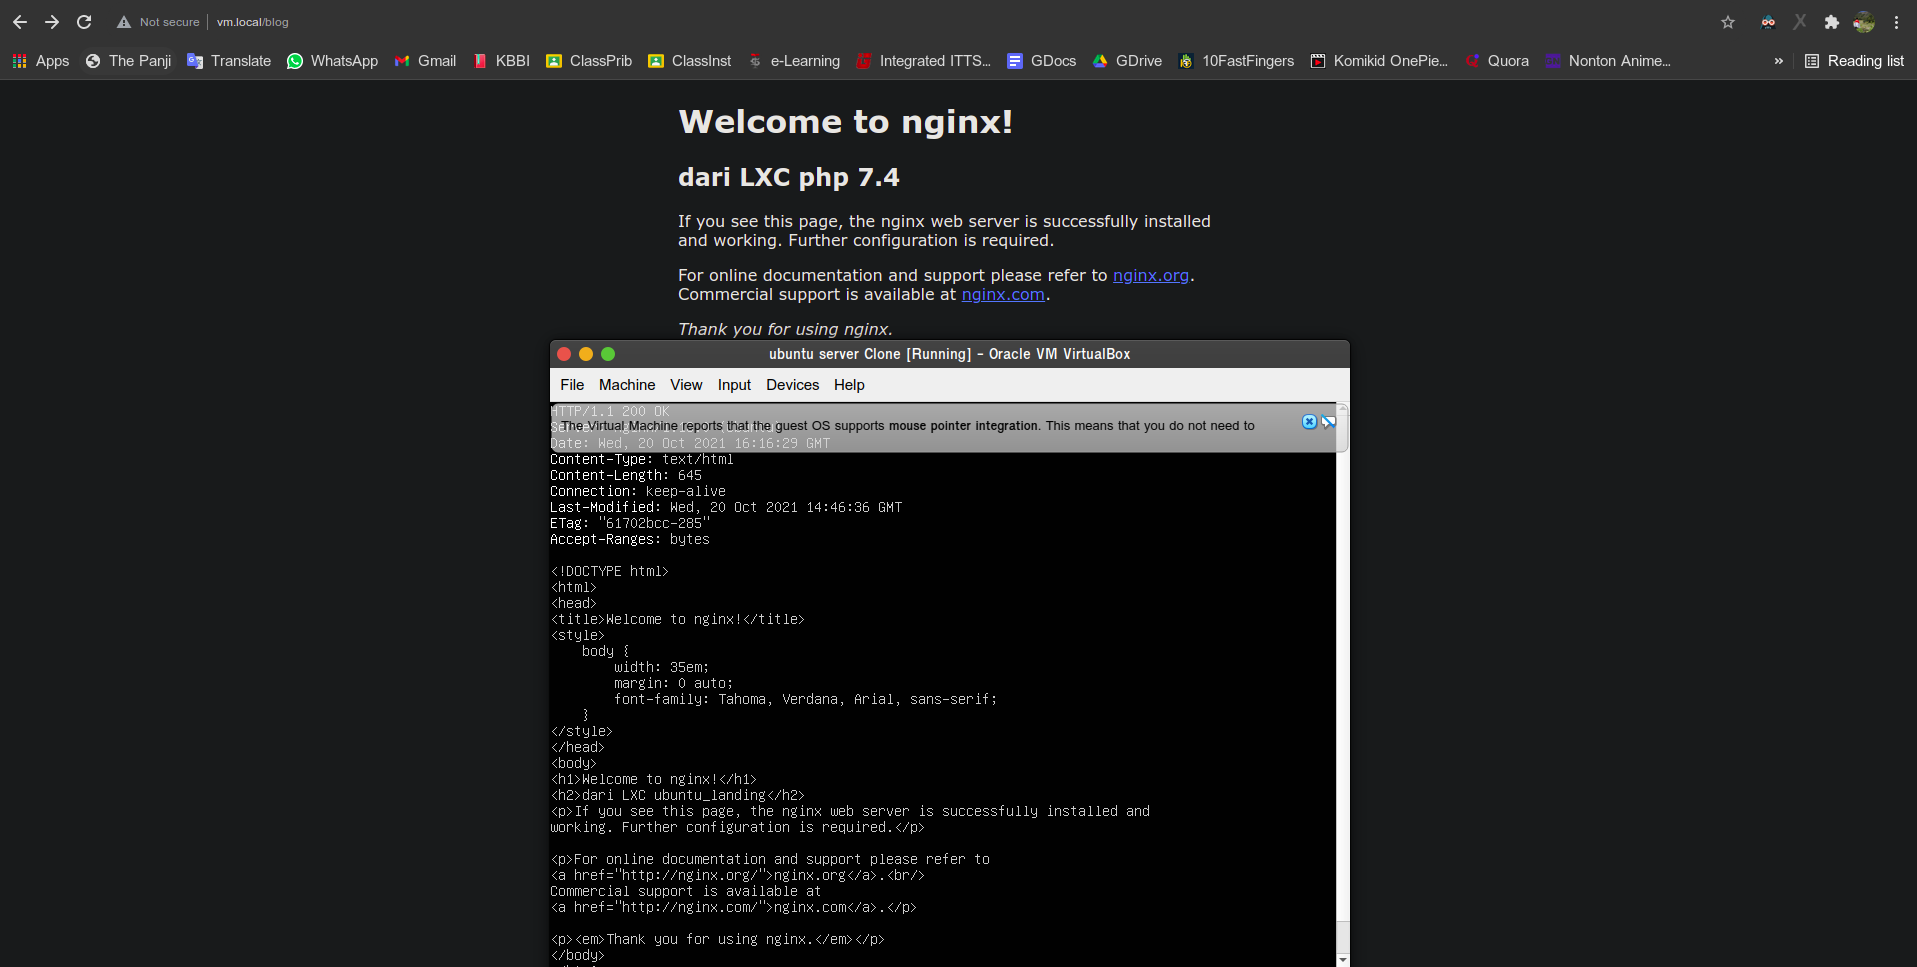 Not secure | vm.local/blog
Apps The Panji Translate WhatsApp Gmail KBBI ClassPrib ClassInst e-Learning Integrated ITTS... GDocs GDrive 10FastFingers Komikid OnePie... Quora Nonton Anime... » Reading list
Welcome to nginx!
dari LXC php 7.4
If you see this page, the nginx web server is successfully installed
and working. Further configuration is required.
For online documentation and support please refer to nginx.org.
Commercial support is available at nginx.com.
Thank you for using nginx.
ubuntu server Clone [Running] - Oracle VM VirtualBox
File Machine View Input Devices Help
HTTP/1.1 200 OK
The Virtual Machine reports that the guest OS supports mouse pointer integration. This means that you do not need to
Date: Wed, 20 Oct 2021 16:16:29 GMT
Content-Type: text/html
Content-Length: 645
Connection: keep-alive
Last-Modified: Wed, 20 Oct 2021 14:46:36 GMT
ETag: "61702bcc-285"
Accept-Ranges: bytes
<!DOCTYPE html>
<html>
<head>
<title>Welcome to nginx!</title>
<style>
body {
width: 35em;
margin: 0 auto;
font-family: Tahoma, Verdana, Arial, sans-serif;
}
</style>
</head>
<body>
<h1>Welcome to nginx!</h1>
<h2>dari LXC ubuntu_landing</h2>
<p>If you see this page, the nginx web server is successfully installed and
working. Further configuration is required.</p>
<p>For online documentation and support please refer to
<a href="http://nginx.org/">nginx.org</a>.<br/>
Commercial support is available at
<a href="http://nginx.com/">nginx.com</a>.</p>
<p><em>Thank you for using nginx.</em></p>
</body>